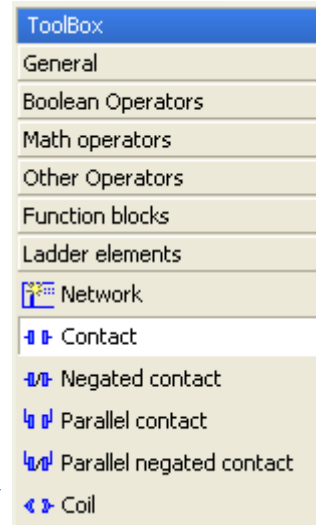 ToolBox
General
Boolean Operators
Math operators
Other Operators
Function blocks
Ladder elements
Network
Contact
Negated contact
Parallel contact
Parallel negated contact
Coil